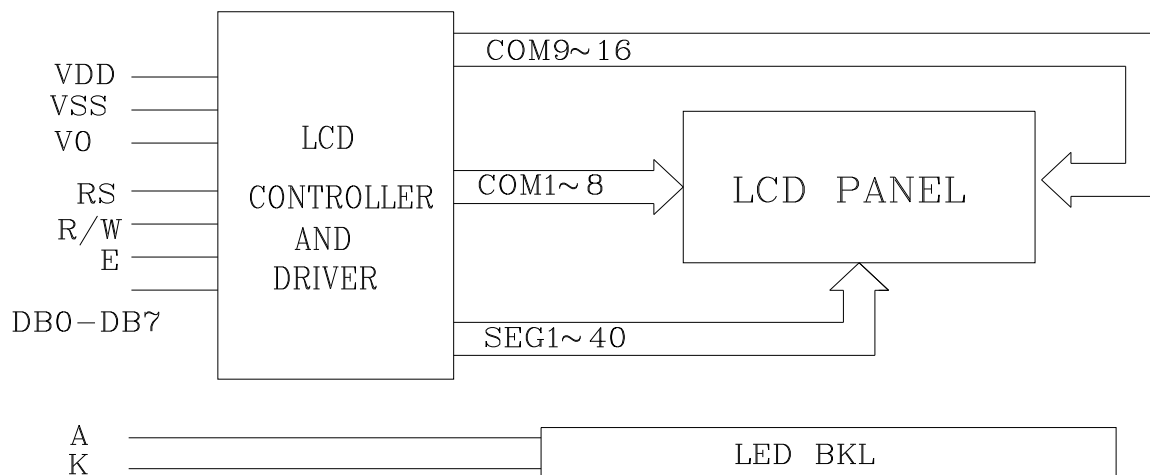 VDD
VSS
V0
RS
R/W
E
DB0-DB7
LCD
CONTROLLER
AND
DRIVER
COM9~16
COM1~8
SEG1~40
LCD PANEL
A
K
LED BKL